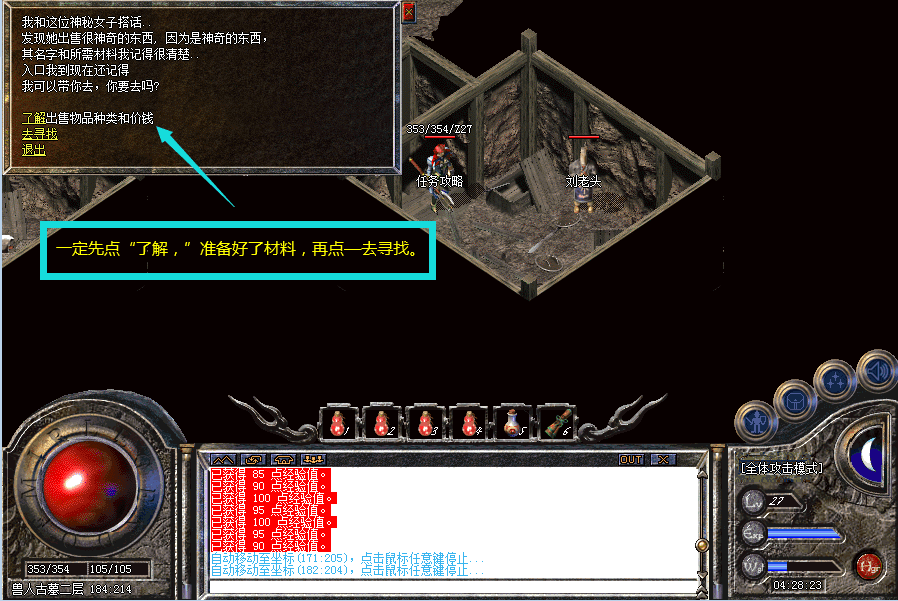 我和这位神秘女子搭话..
发现她出售很神奇的东西, 因为是神奇的东西,
其名字和所需材料我记得很清楚..
入口我到现在还记得
我可以带你去, 你要去吗?
了解出售物品种类和价钱
去寻找
退出
353/354/Z27
任务攻略
刘老头
一定先点“了解，”准备好了材料，再点—去寻找。
1 2 3 4 5 6
OUT X
已获得 85 点经验值。
已获得 90 点经验值。
已获得 100 点经验值。
已获得 95 点经验值。
已获得 100 点经验值。
已获得 95 点经验值。
已获得 90 点经验值。
自动移动至坐标(171:205), 点击鼠标任意键停止...
自动移动至坐标(182:204), 点击鼠标任意键停止...
353/354 105/105
兽人古墓二层 184:214
[全体攻击模式]
Lv 27
Exp
W
Hgr
04:28:23